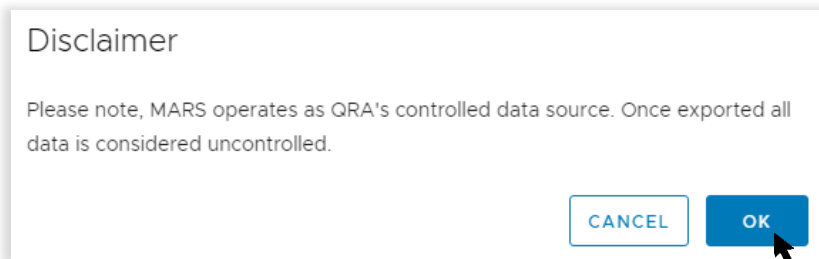 Disclaimer
Please note, MARS operates as QRA's controlled data source. Once exported all
data is considered uncontrolled.
CANCEL
OK